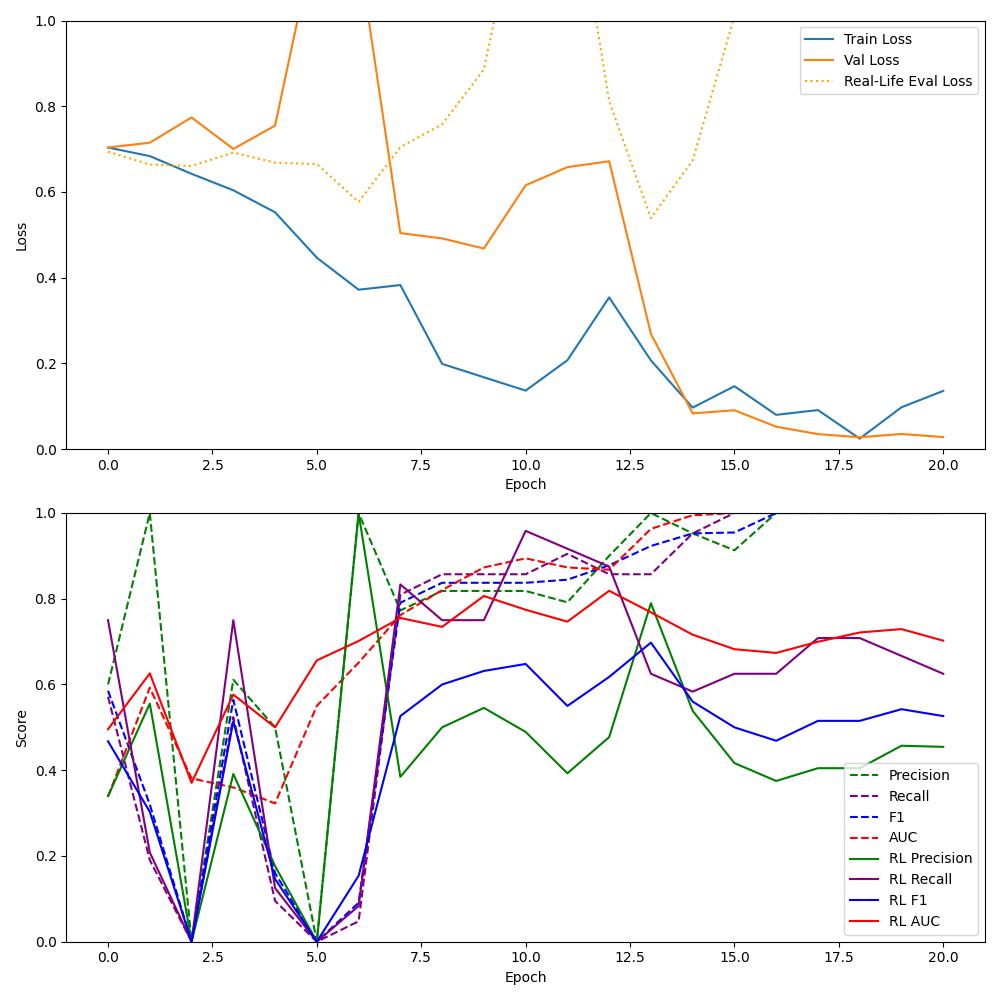 1.0
0.8
0.6
0.4
0.2
0.0
Loss
Train Loss
Val Loss
Real-Life Eval Loss
0.0 2.5 5.0 7.5 10.0 12.5 15.0 17.5 20.0
Epoch
1.0
0.8
0.6
0.4
0.2
0.0
Score
Precision
Recall
F1
AUC
RL Precision
RL Recall
RL F1
RL AUC
0.0 2.5 5.0 7.5 10.0 12.5 15.0 17.5 20.0
Epoch